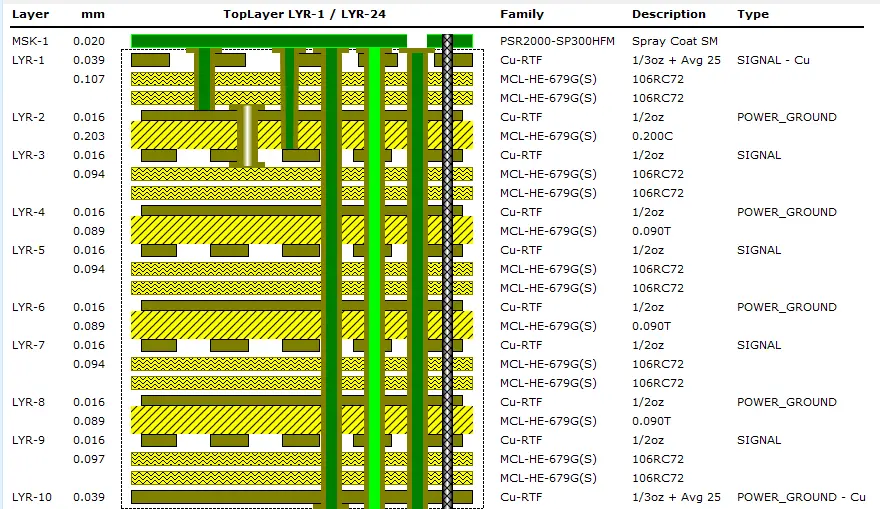 Layer mm TopLayer LYR-1 / LYR-24 Family Description Type
MSK-1 0.020 PSR2000-SP300HFM Spray Coat SM
LYR-1 0.039 Cu-RTF 1/3oz + Avg 25 SIGNAL - Cu
0.107 MCL-HE-679G(S) 106RC72
MCL-HE-679G(S) 106RC72
LYR-2 0.016 Cu-RTF 1/2oz POWER_GROUND
0.203 MCL-HE-679G(S) 0.200C
LYR-3 0.016 Cu-RTF 1/2oz SIGNAL
0.094 MCL-HE-679G(S) 106RC72
MCL-HE-679G(S) 106RC72
LYR-4 0.016 Cu-RTF 1/2oz POWER_GROUND
0.089 MCL-HE-679G(S) 0.090T
LYR-5 0.016 Cu-RTF 1/2oz SIGNAL
0.094 MCL-HE-679G(S) 106RC72
MCL-HE-679G(S) 106RC72
LYR-6 0.016 Cu-RTF 1/2oz POWER_GROUND
0.089 MCL-HE-679G(S) 0.090T
LYR-7 0.016 Cu-RTF 1/2oz SIGNAL
0.094 MCL-HE-679G(S) 106RC72
MCL-HE-679G(S) 106RC72
LYR-8 0.016 Cu-RTF 1/2oz POWER_GROUND
0.089 MCL-HE-679G(S) 0.090T
LYR-9 0.016 Cu-RTF 1/2oz SIGNAL
0.097 MCL-HE-679G(S) 106RC72
MCL-HE-679G(S) 106RC72
LYR-10 0.039 Cu-RTF 1/3oz + Avg 25 POWER_GROUND - Cu